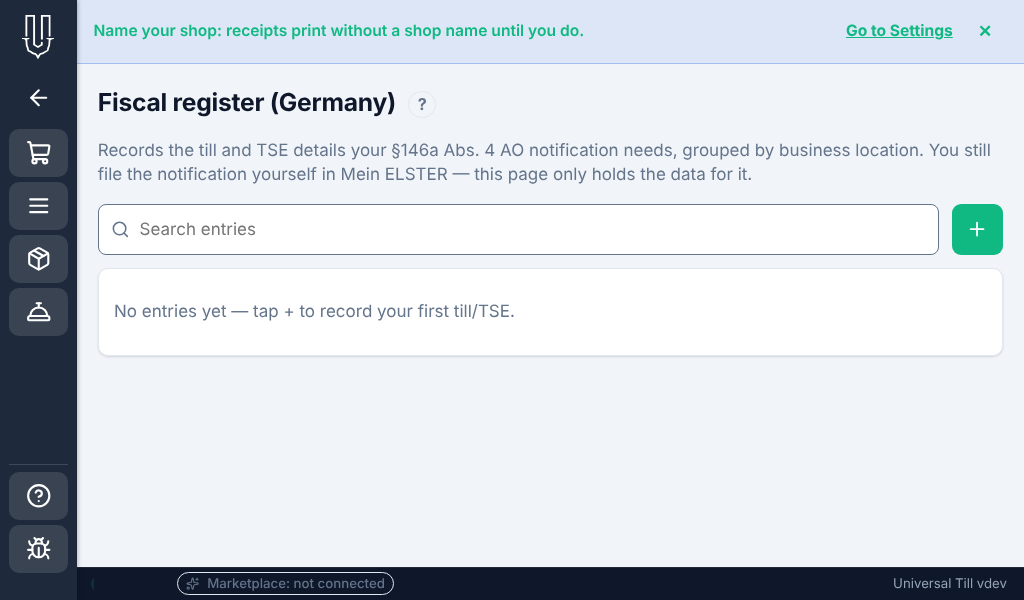 Name your shop: receipts print without a shop name until you do.
Go to Settings ×
Fiscal register (Germany) ?
Records the till and TSE details your §146a Abs. 4 AO notification needs, grouped by business location. You still
file the notification yourself in Mein ELSTER — this page only holds the data for it.
Search entries
No entries yet — tap + to record your first till/TSE.
Marketplace: not connected
Universal Till vdev